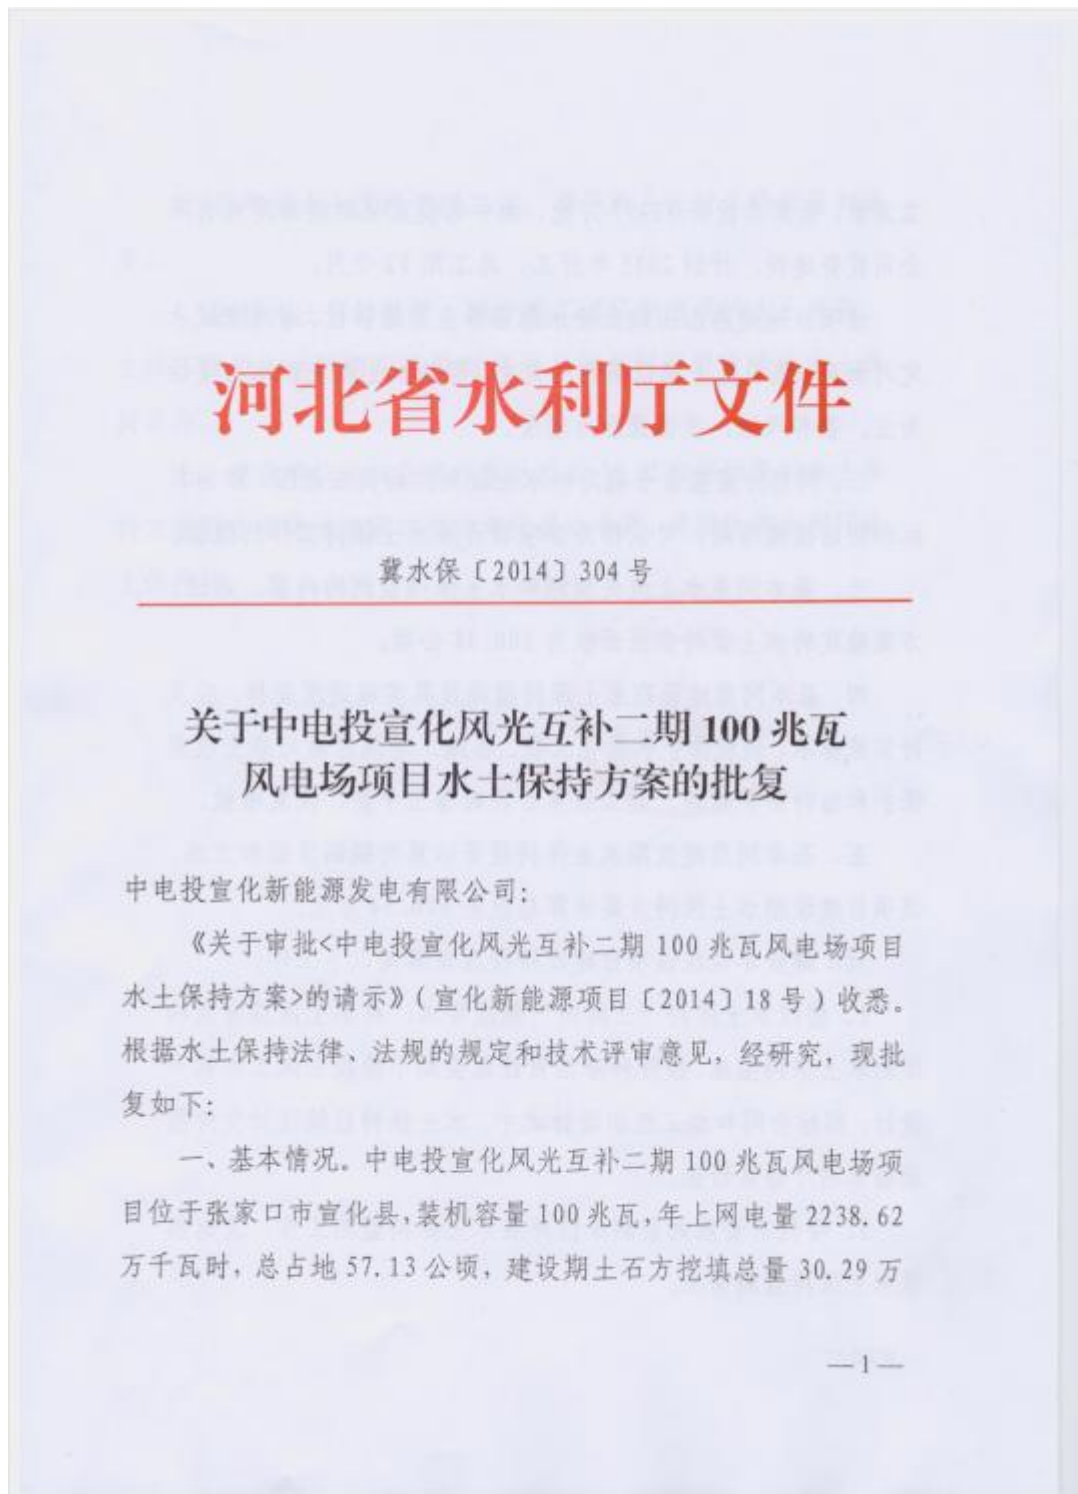 河北省水利厅文件
冀水保〔2014〕304号
关于中电投宣化风光互补二期100兆瓦
风电场项目水土保持方案的批复
中电投宣化新能源发电有限公司:
《关于审批<中电投宣化风光互补二期100兆瓦风电场项目
水土保持方案>的请示》(宣化新能源项目〔2014〕18号)收悉。
根据水土保持法律、法规的规定和技术评审意见,经研究,现批
复如下:
一、基本情况。中电投宣化风光互补二期100兆瓦风电场项
目位于张家口市宣化县,装机容量100兆瓦,年上网电量2238.62
万千瓦时,总占地57.13公顷,建设期土石方挖填总量30.29万
—1—